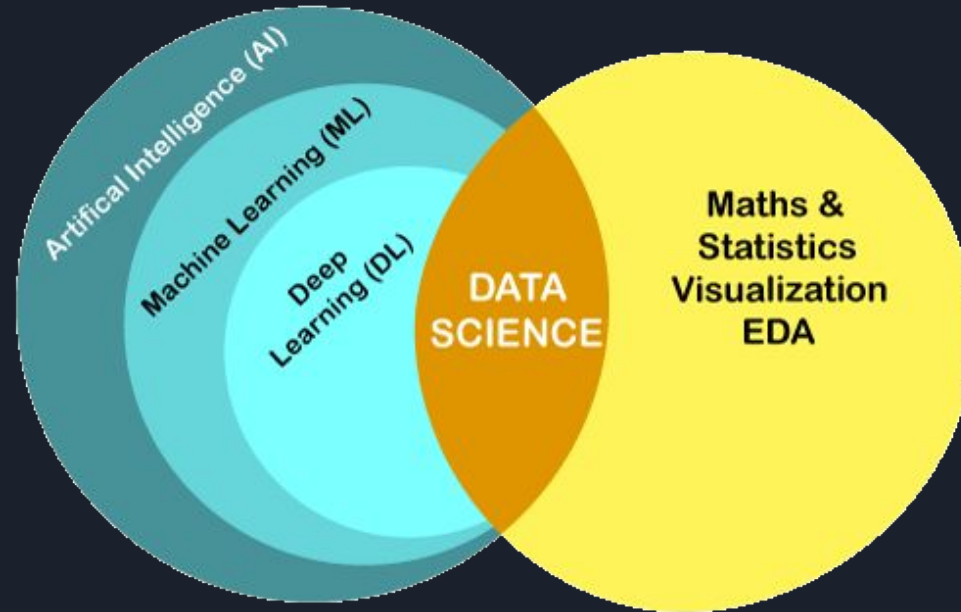 Artifical Intelligence (AI)
Machine Learning (ML)
Deep
Learning (DL)
DATA
SCIENCE
Maths &
Statistics
Visualization
EDA